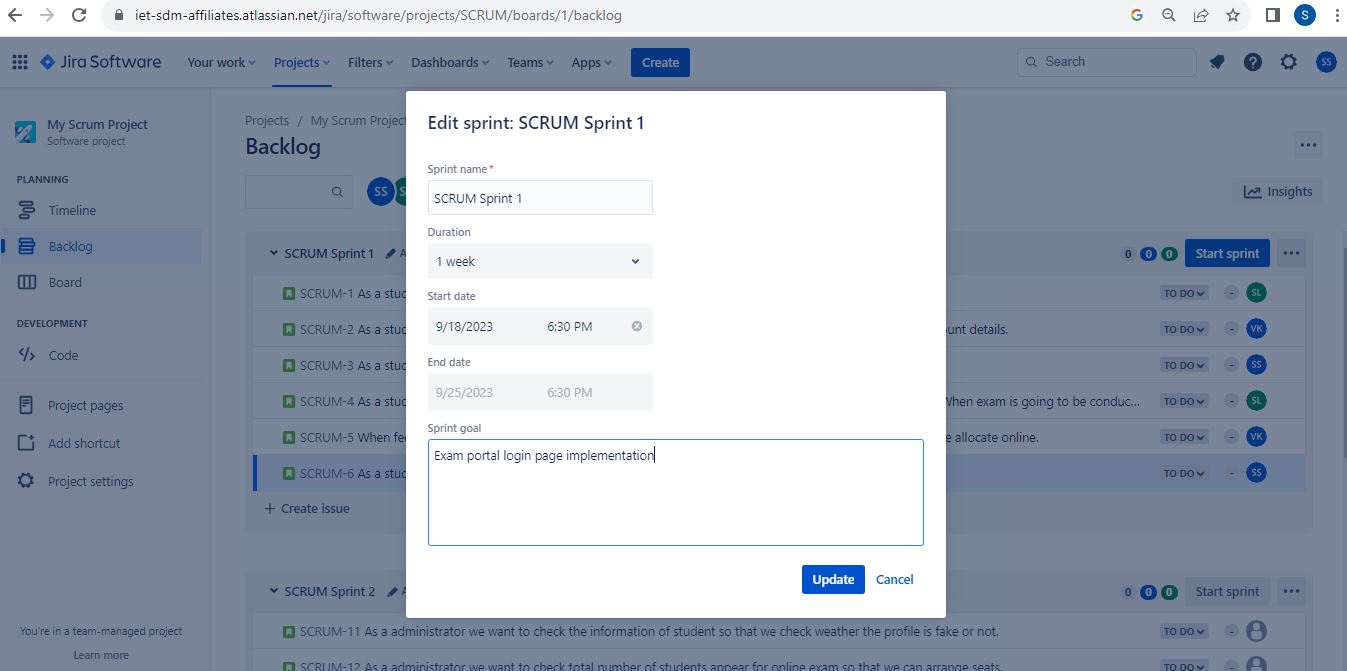 iet-sdm-affiliates.atlassian.net/jira/software/projects/SCRUM/boards/1/backlog
S
Jira Software
Your work
Projects
Filters
Dashboards
Teams
Apps
Create
Search
SS
My Scrum Project
Software project
PLANNING
Timeline
Backlog
Board
DEVELOPMENT
Code
Project pages
Add shortcut
Project settings
You're in a team-managed project
Learn more
Projects / My Scrum Project
Backlog
SS S
Insights
SCRUM Sprint 1 A
0 0 0 Start sprint
SCRUM-1 As a stud
TO DO - SL
SCRUM-2 As a stud
unt details. TO DO - VK
SCRUM-3 As a stud
TO DO - SS
SCRUM-4 As a stud
When exam is going to be conduc... TO DO - SL
SCRUM-5 When fee
e allocate online. TO DO - VK
SCRUM-6 As a stud
TO DO - SS
+ Create issue
Edit sprint: SCRUM Sprint 1
Sprint name *
SCRUM Sprint 1
Duration
1 week
Start date
9/18/2023 6:30 PM
End date
9/25/2023 6:30 PM
Sprint goal
Exam portal login page implementation
Update Cancel
SCRUM Sprint 2 A
0 0 0 Start sprint
SCRUM-11 As a administrator we want to check the information of student so that we check weather the profile is fake or not. TO DO -
SCRUM-12 As a administrator we want to check total number of students appear for online exam so that we can arrange seats. TO DO -